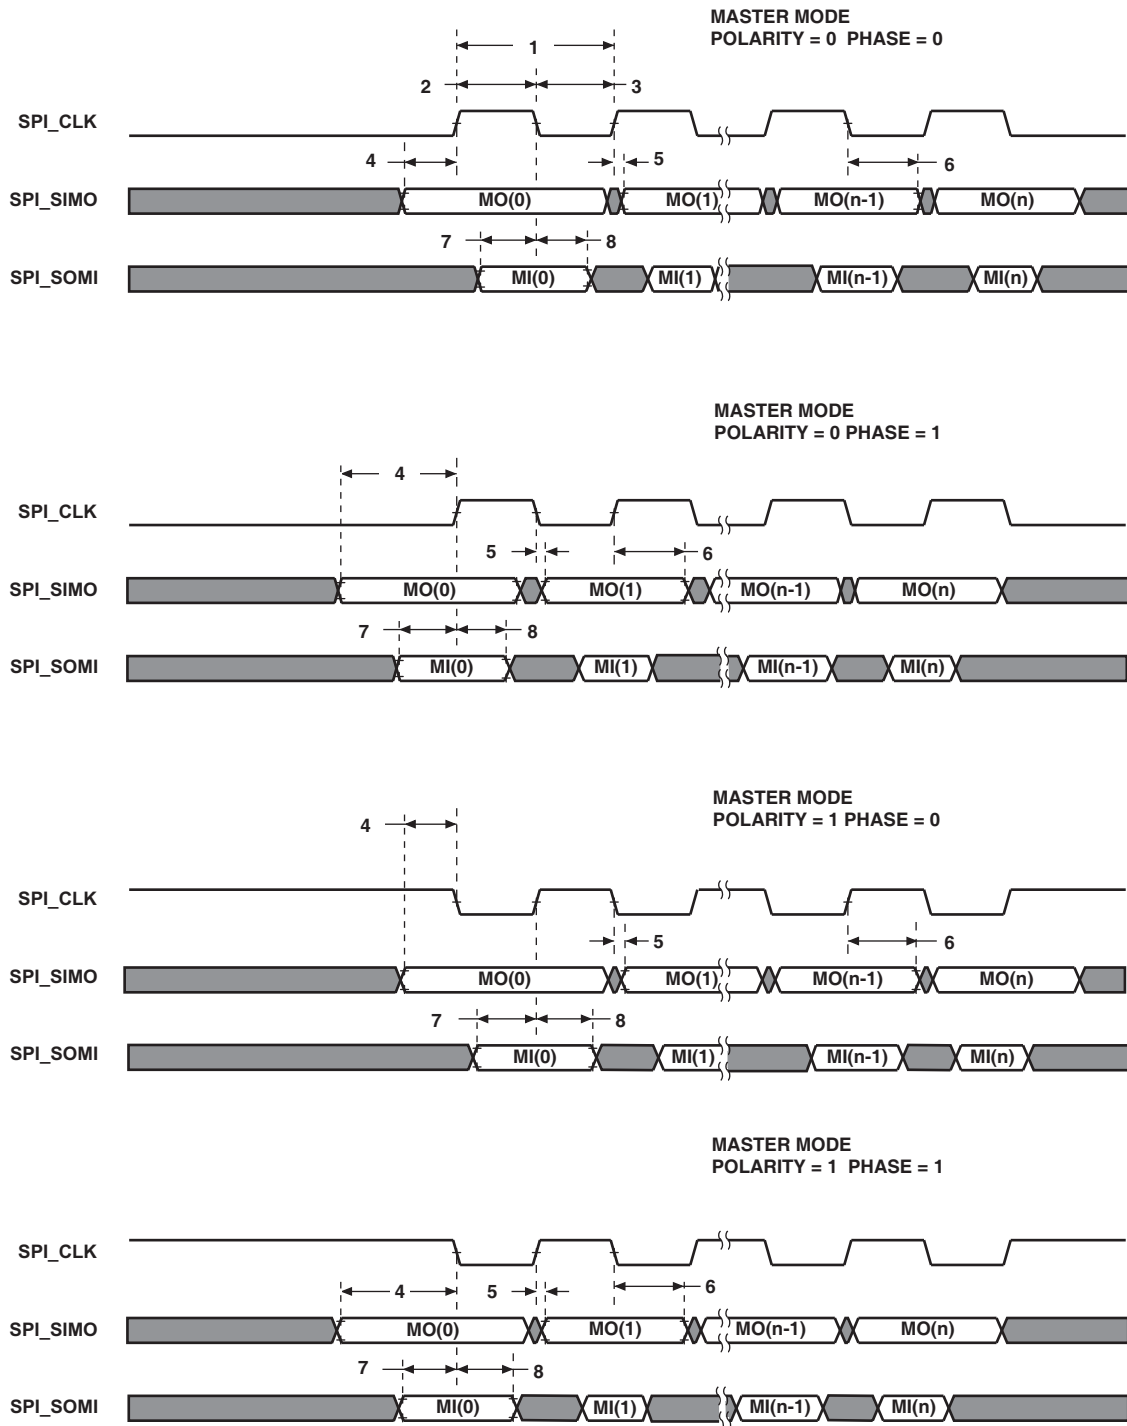 MASTER MODE
POLARITY = 0 PHASE = 0
1
2
3
SPI_CLK
4
5
6
SPI_SIMO
MO(0)
MO(1)
MO(n-1)
MO(n)
7
8
SPI_SOMI
MI(0)
MI(1)
MI(n-1)
MI(n)
MASTER MODE
POLARITY = 0 PHASE = 1
4
SPI_CLK
5
6
SPI_SIMO
MO(0)
MO(1)
MO(n-1)
MO(n)
7
8
SPI_SOMI
MI(0)
MI(1)
MI(n-1)
MI(n)
MASTER MODE
POLARITY = 1 PHASE = 0
4
SPI_CLK
5
6
SPI_SIMO
MO(0)
MO(1)
MO(n-1)
MO(n)
7
8
SPI_SOMI
MI(0)
MI(1)
MI(n-1)
MI(n)
MASTER MODE
POLARITY = 1 PHASE = 1
SPI_CLK
4
5
6
SPI_SIMO
MO(0)
MO(1)
MO(n-1)
MO(n)
7
8
SPI_SOMI
MI(0)
MI(1)
MI(n-1)
MI(n)